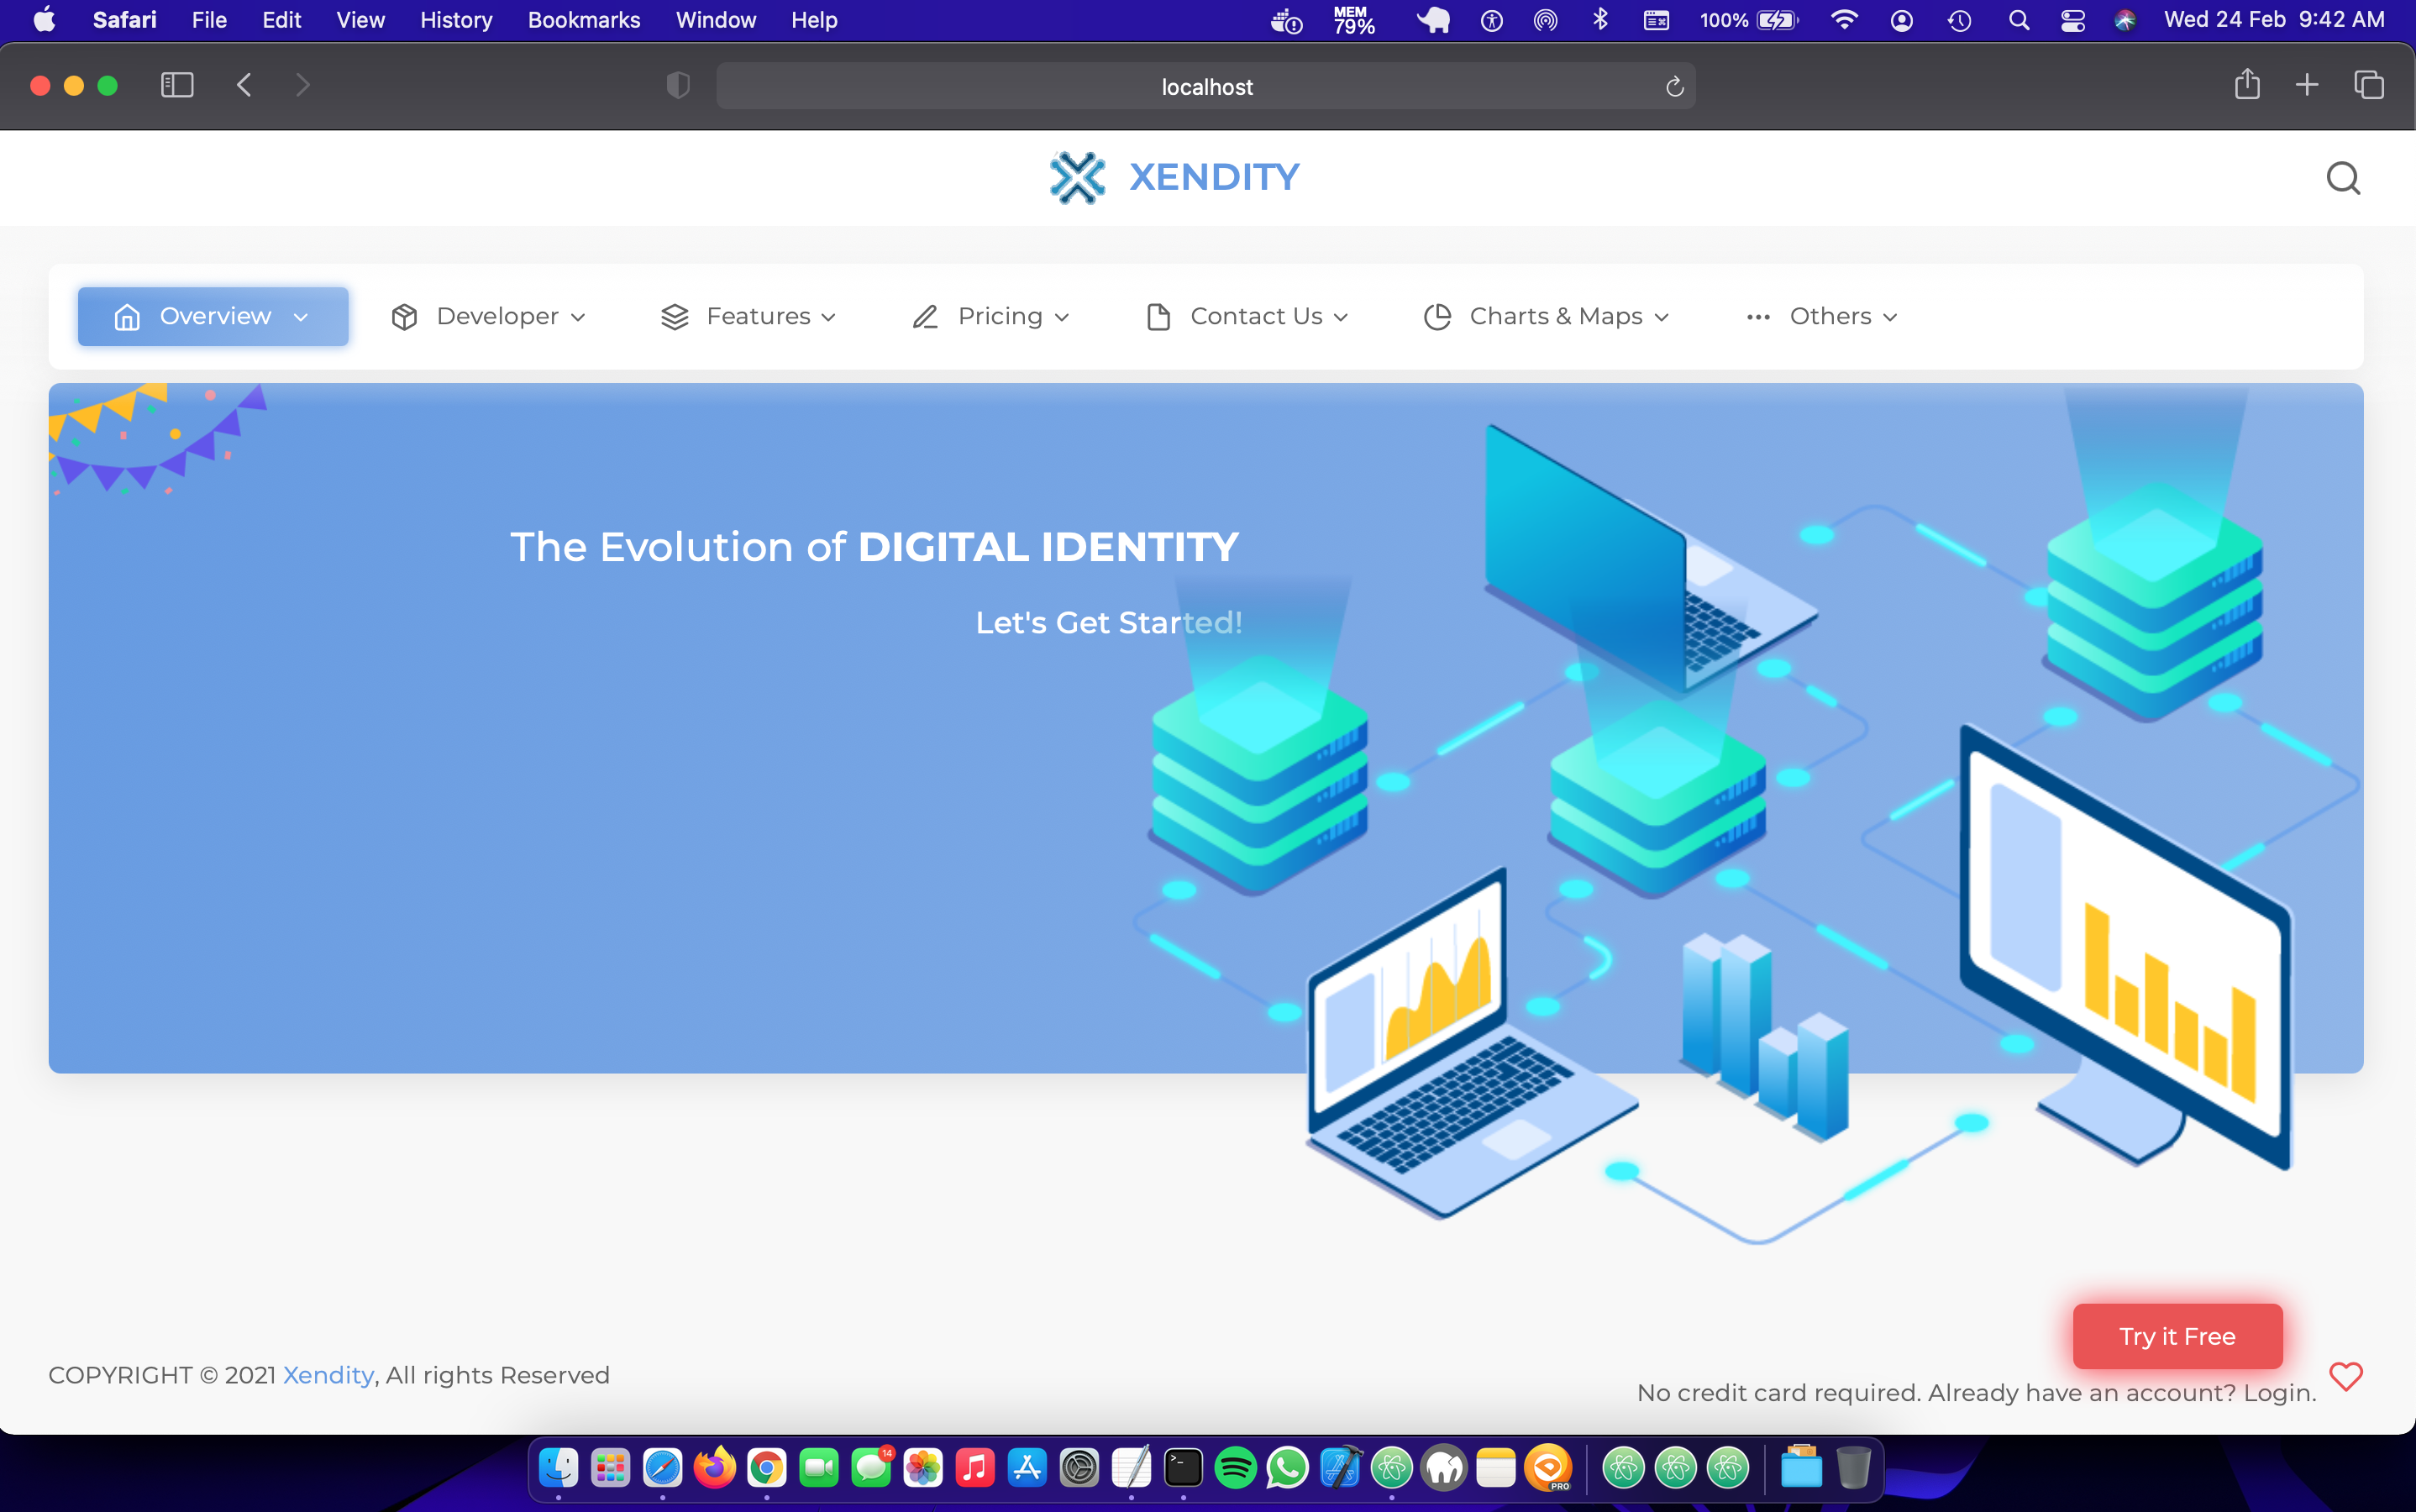 Safari File Edit View History Bookmarks Window Help MEM 79% 100% Wed 24 Feb 9:42 AM
localhost
XENDITY
Overview Developer Features Pricing Contact Us Charts & Maps Others
The Evolution of DIGITAL IDENTITY
Let's Get Started!
Try it Free
COPYRIGHT © 2021 Xendity, All rights Reserved
No credit card required. Already have an account? Login.
14
PRO